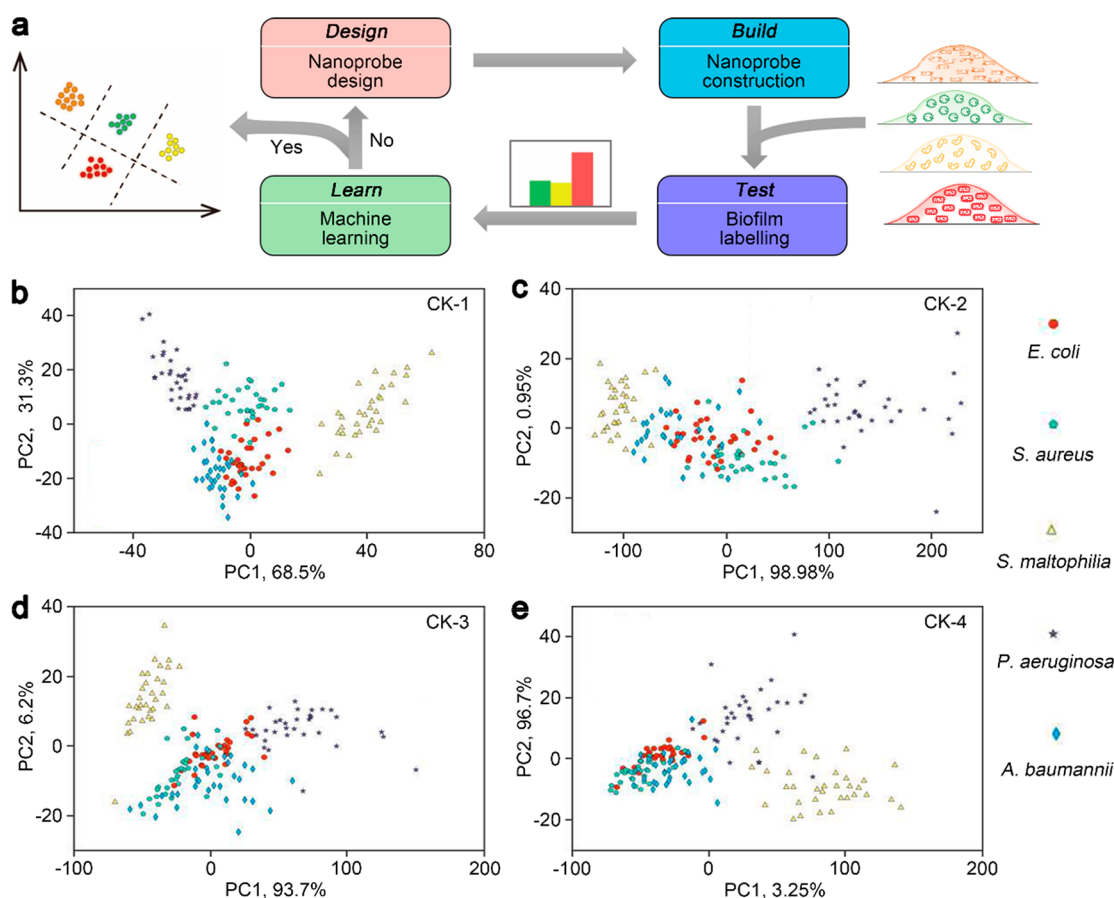 a
Design
Nanoprobe
design
Build
Nanoprobe
construction
Yes
No
Learn
Machine
learning
Test
Biofilm
labelling
b
CK-1
40
20
0
-20
-40
PC2, 31.3%
-40
0
40
80
PC1, 68.5%
c
CK-2
40
20
0
-20
PC2, 0.95%
-100
0
100
200
PC1, 98.98%
d
CK-3
40
20
0
-20
PC2, 6.2%
-100
0
100
200
PC1, 93.7%
e
CK-4
40
20
0
-20
PC2, 96.7%
-100
0
100
200
PC1, 3.25%
E. coli
S. aureus
S. maltophilia
P. aeruginosa
A. baumannii